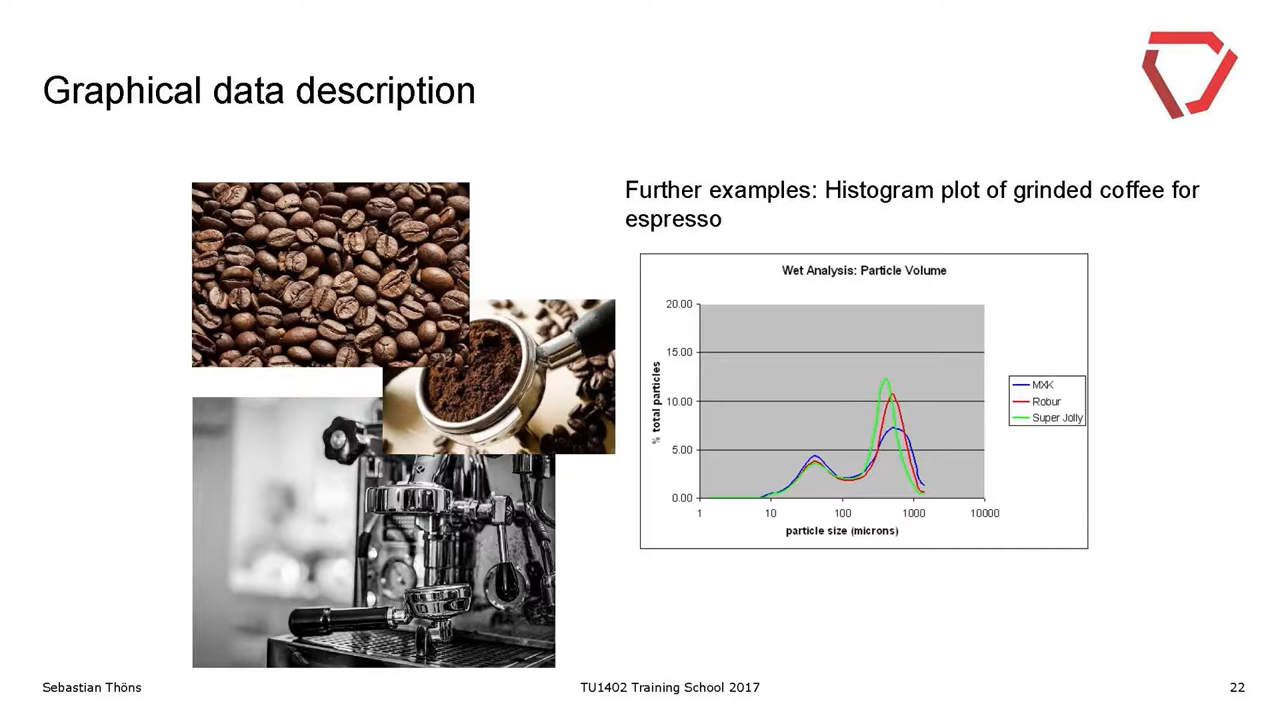 Graphical data description
Further examples: Histogram plot of grinded coffee for
espresso
Wet Analysis: Particle Volume
% total particles
20.00
15.00
10.00
5.00
0.00
1
10
100
1000
10000
particle size (microns)
MXK
Robur
Super Jolly
Sebastian Thöns
TU1402 Training School 2017
22